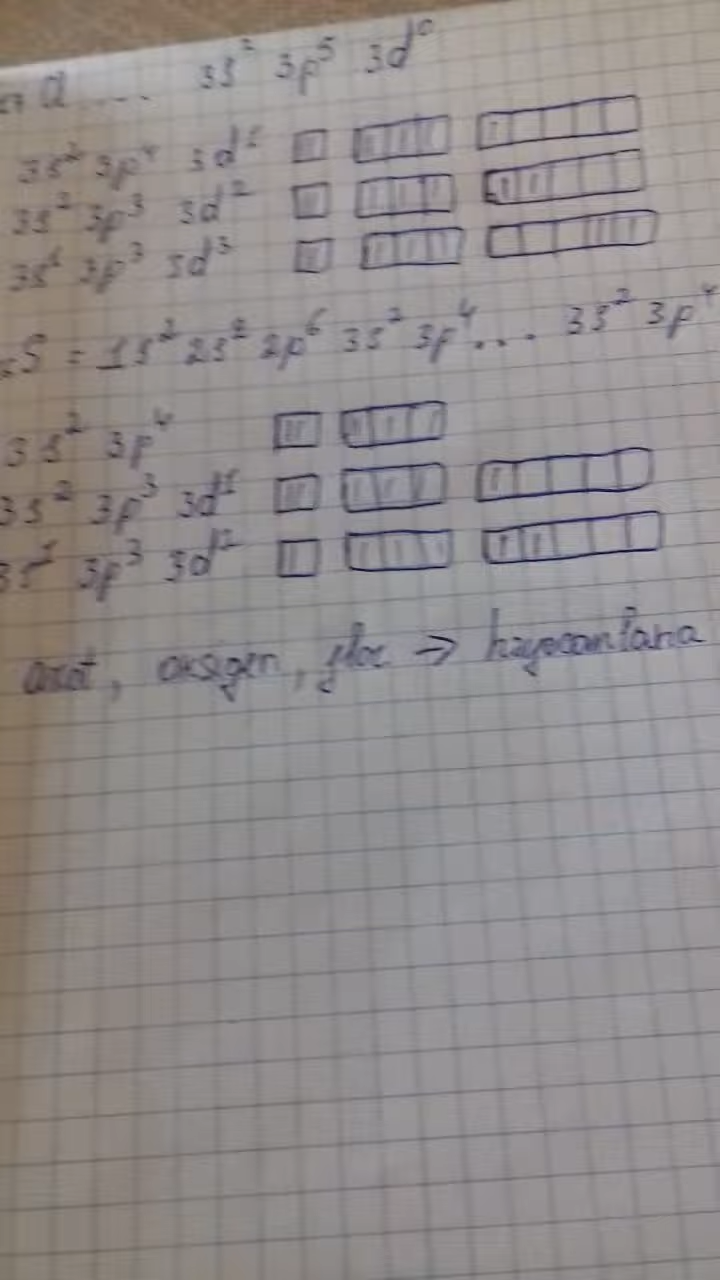 Cl .... 3s² 3p⁵ 3d⁰
3s² 3p⁴ 3d¹
3s² 3p³ 3d²
3s¹ 3p³ 3d³
S = 1s² 2s² 2p⁶ 3s² 3p⁴ ... 3s² 3p⁴
3s² 3p⁴
3s² 3p³ 3d¹
3s¹ 3p³ 3d²
azot, oksigen, →